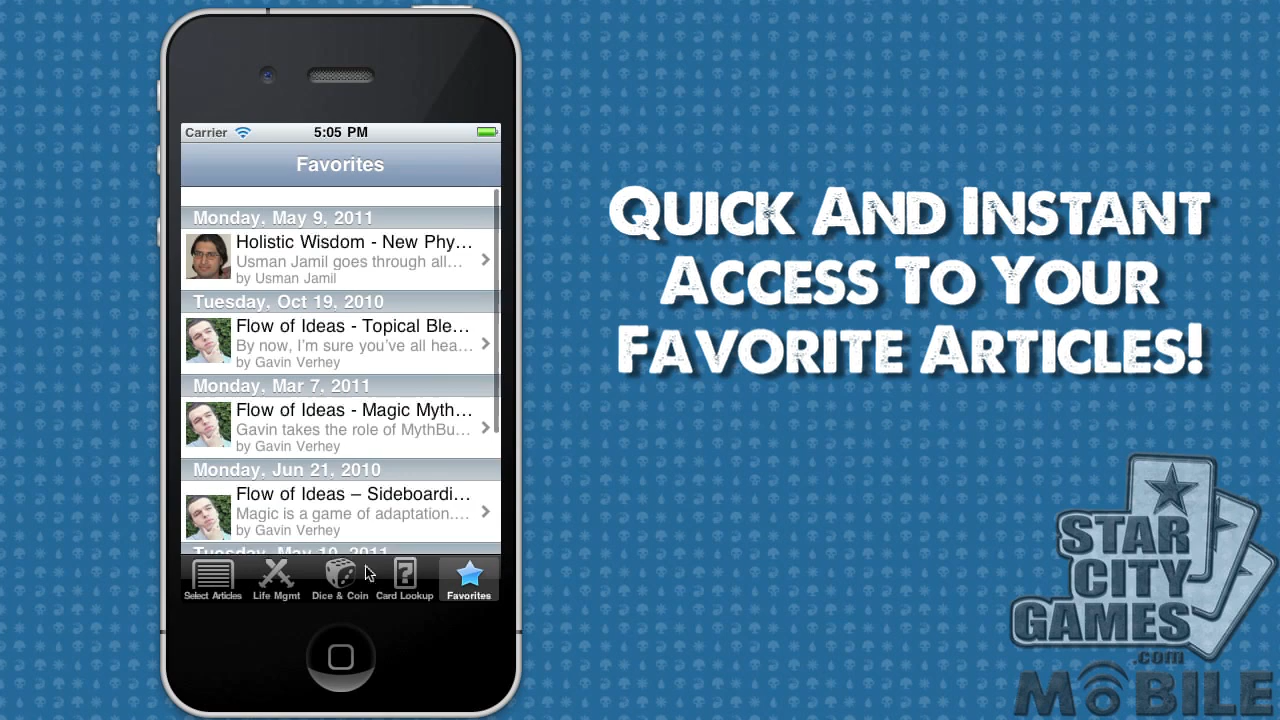 Carrier 5:05 PM
Favorites
Monday, May 9, 2011
Holistic Wisdom - New Phy...
Usman Jamil goes through all...
by Usman Jamil
Tuesday, Oct 19, 2010
Flow of Ideas - Topical Ble...
By now, I'm sure you've all hea...
by Gavin Verhey
Monday, Mar 7, 2011
Flow of Ideas - Magic Myth...
Gavin takes the role of MythBu...
by Gavin Verhey
Monday, Jun 21, 2010
Flow of Ideas – Sideboardi...
Magic is a game of adaptation....
by Gavin Verhey
Tuesday, May 10, 2011
Select Articles Life Mgmt Dice & Coin Card Lookup Favorites
Quick And Instant
Access To Your
Favorite Articles!
STAR
CITY
GAMES
.com
MOBILE